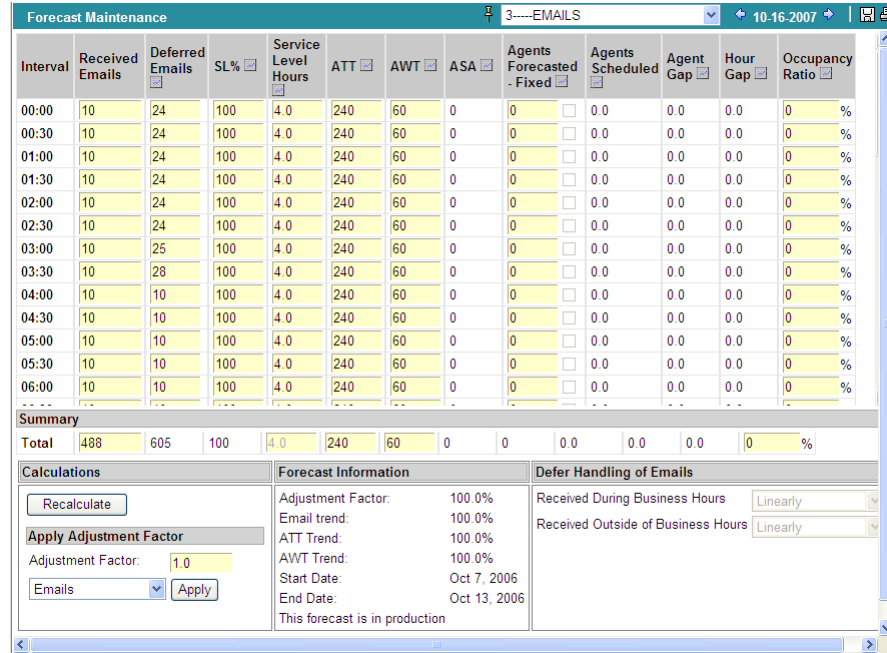 Forecast Maintenance 3-----EMAILS 10-16-2007
Interval Received Emails Deferred Emails SL% Service Level Hours ATT AWT ASA Agents Forecasted - Fixed Agents Scheduled Agent Gap Hour Gap Occupancy Ratio
00:00 10 24 100 4.0 240 60 0 0 0.0 0.0 0.0 0 %
00:30 10 24 100 4.0 240 60 0 0 0.0 0.0 0.0 0 %
01:00 10 24 100 4.0 240 60 0 0 0.0 0.0 0.0 0 %
01:30 10 24 100 4.0 240 60 0 0 0.0 0.0 0.0 0 %
02:00 10 24 100 4.0 240 60 0 0 0.0 0.0 0.0 0 %
02:30 10 24 100 4.0 240 60 0 0 0.0 0.0 0.0 0 %
03:00 10 25 100 4.0 240 60 0 0 0.0 0.0 0.0 0 %
03:30 10 28 100 4.0 240 60 0 0 0.0 0.0 0.0 0 %
04:00 10 10 100 4.0 240 60 0 0 0.0 0.0 0.0 0 %
04:30 10 10 100 4.0 240 60 0 0 0.0 0.0 0.0 0 %
05:00 10 10 100 4.0 240 60 0 0 0.0 0.0 0.0 0 %
05:30 10 10 100 4.0 240 60 0 0 0.0 0.0 0.0 0 %
06:00 10 10 100 4.0 240 60 0 0 0.0 0.0 0.0 0 %
Summary
Total 488 605 100 4.0 240 60 0 0 0.0 0.0 0.0 0 %
Calculations
Recalculate
Apply Adjustment Factor
Adjustment Factor: 1.0
Emails Apply
Forecast Information
Adjustment Factor: 100.0%
Email trend: 100.0%
ATT Trend: 100.0%
AWT Trend: 100.0%
Start Date: Oct 7, 2006
End Date: Oct 13, 2006
This forecast is in production
Defer Handling of Emails
Received During Business Hours Linearly
Received Outside of Business Hours Linearly